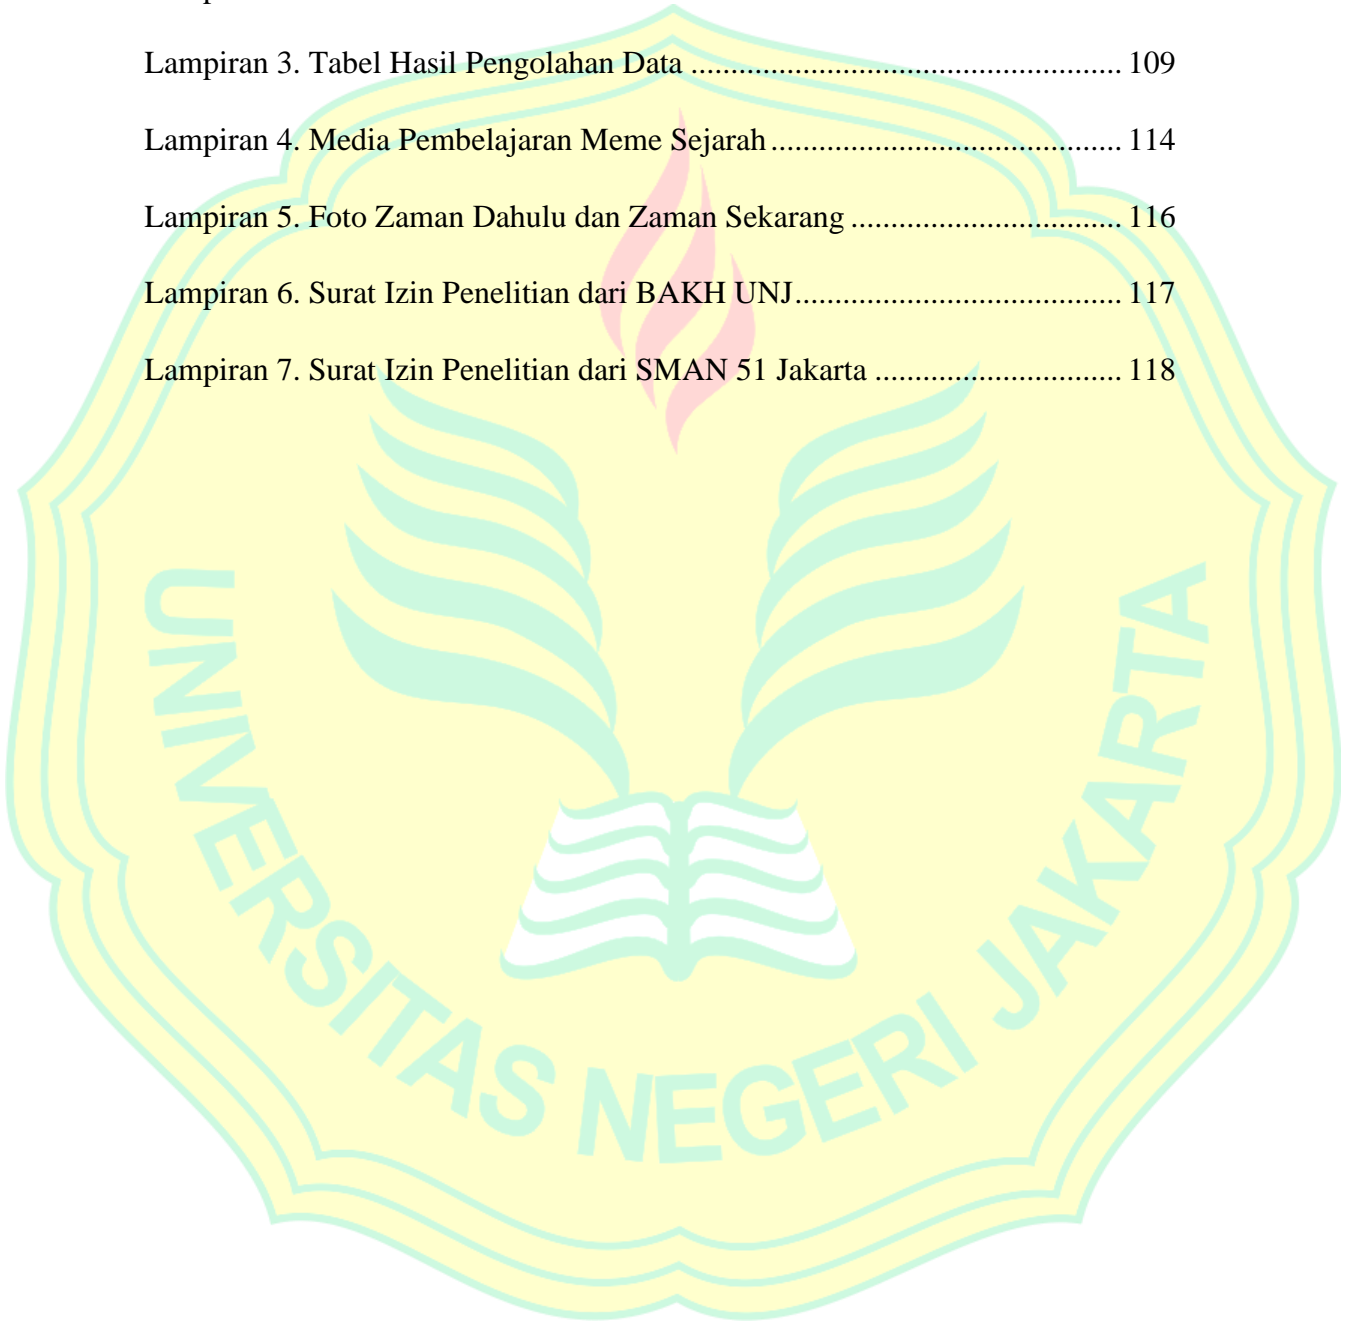 Lampiran 3. Tabel Hasil Pengolahan Data ...................................................... 109
Lampiran 4. Media Pembelajaran Meme Sejarah ............................................ 114
Lampiran 5. Foto Zaman Dahulu dan Zaman Sekarang .................................. 116
Lampiran 6. Surat Izin Penelitian dari BAKH UNJ......................................... 117
Lampiran 7. Surat Izin Penelitian dari SMAN 51 Jakarta ............................... 118
UNIVERSITAS NEGERI JAKARTA